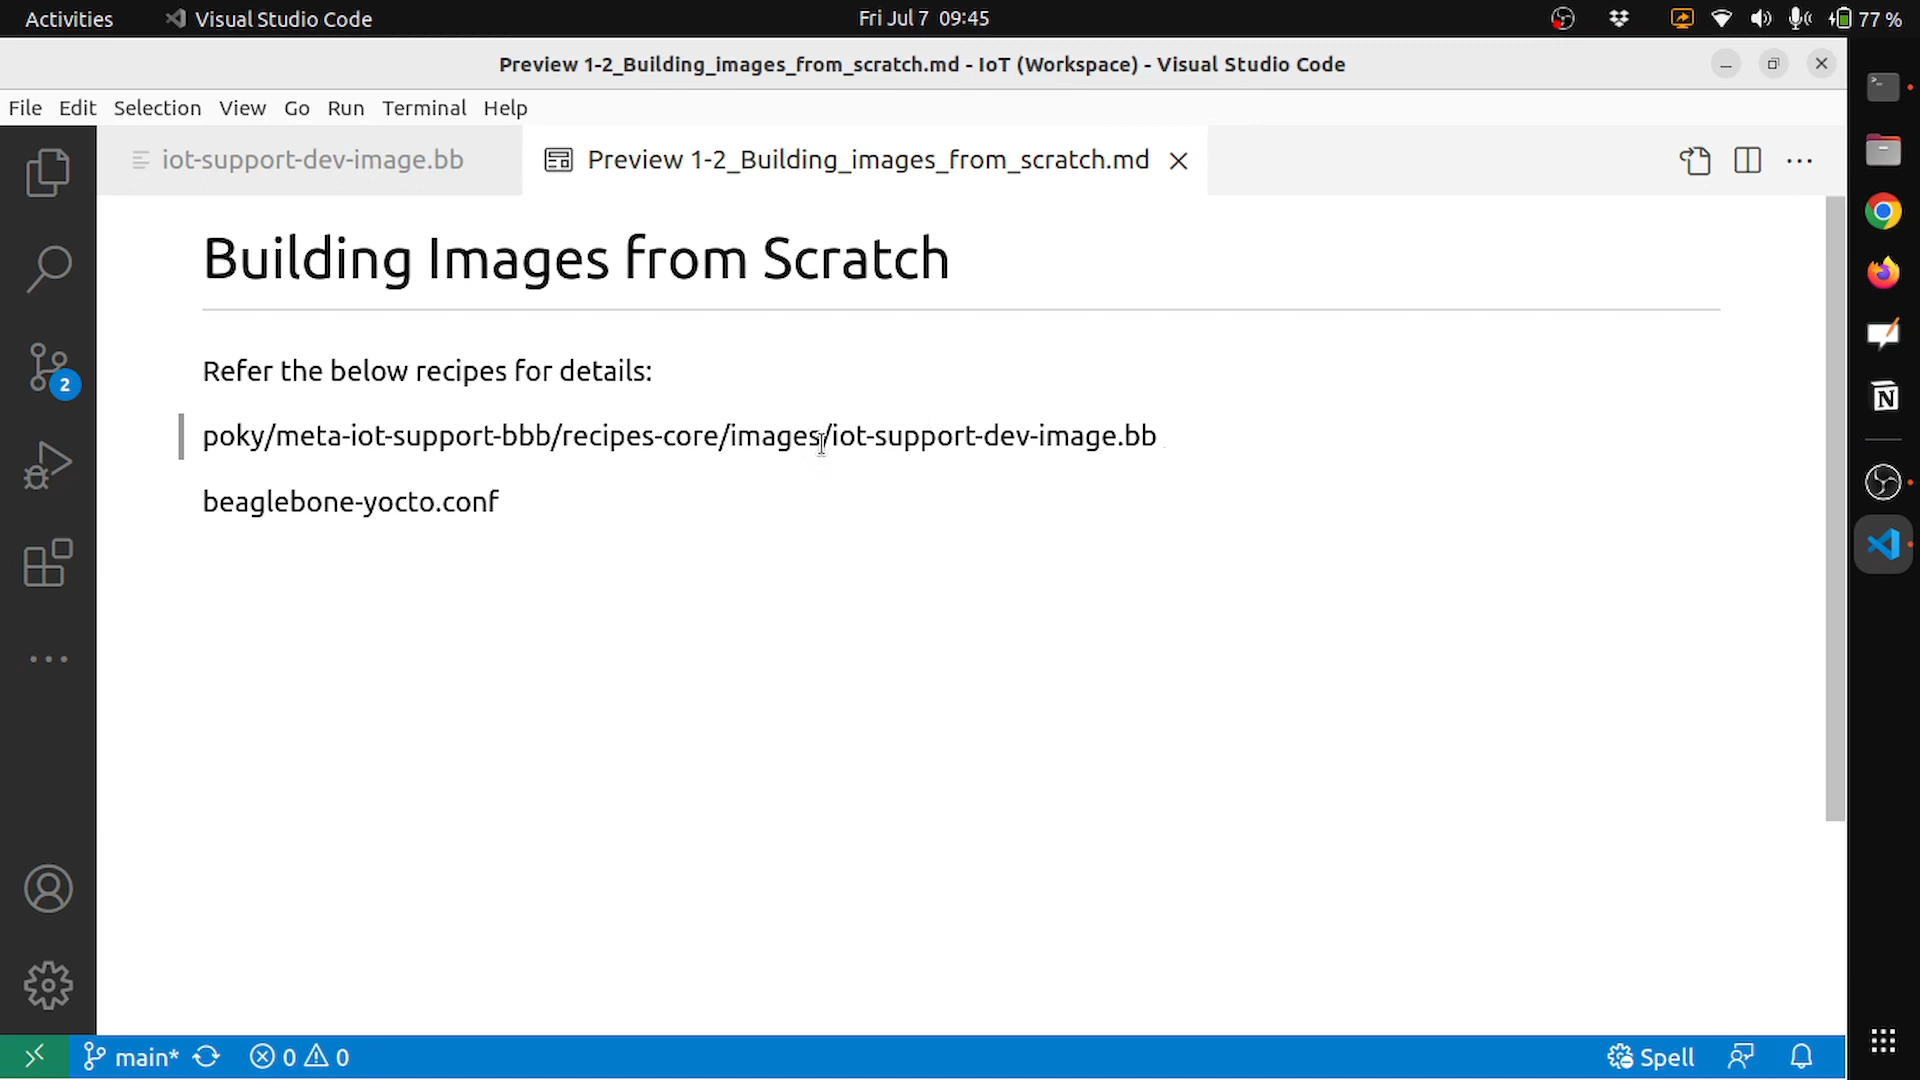 Activities
Visual Studio Code
Fri Jul 7 09:45
77 %
Preview 1-2_Building_images_from_scratch.md - IoT (Workspace) - Visual Studio Code
File Edit Selection View Go Run Terminal Help
iot-support-dev-image.bb
Preview 1-2_Building_images_from_scratch.md
Building Images from Scratch
Refer the below recipes for details:
poky/meta-iot-support-bbb/recipes-core/images/iot-support-dev-image.bb
beaglebone-yocto.conf
2
N
main*
0
0
Spell